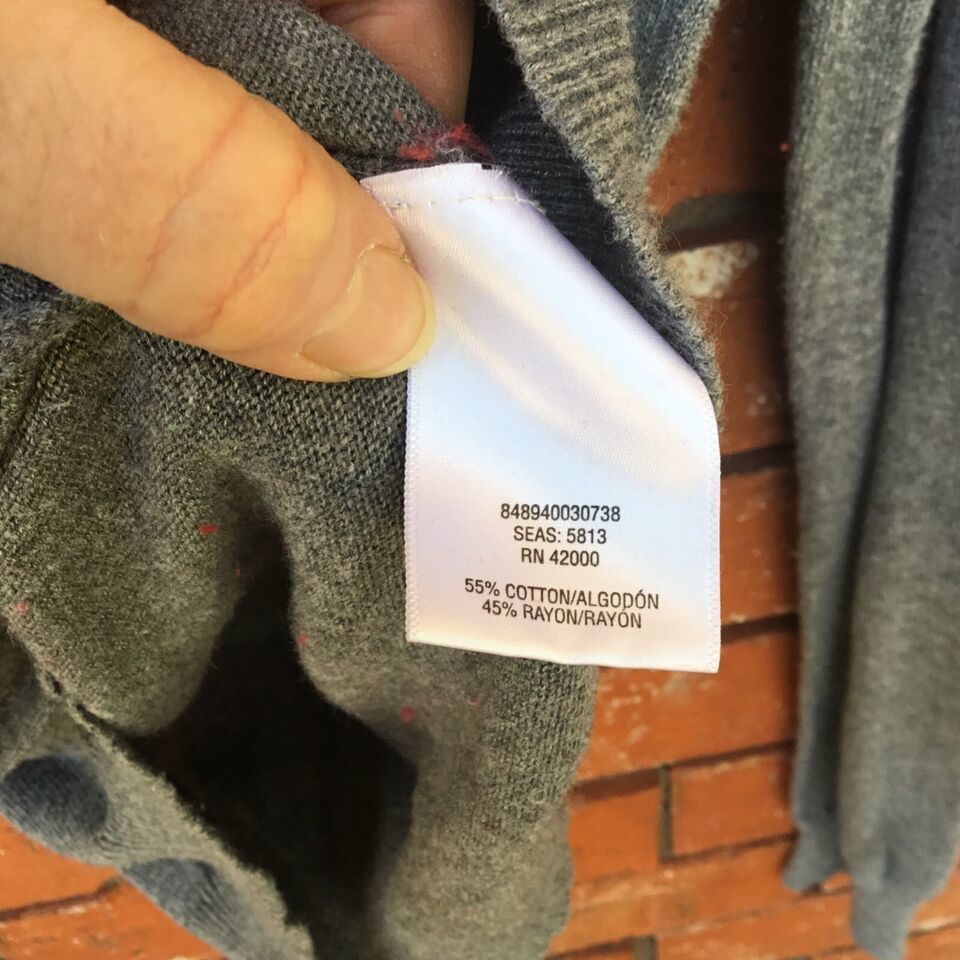 848940030738
SEAS: 5813
RN 42000
55% COTTON/ALGODÓN
45% RAYON/RAYÓN